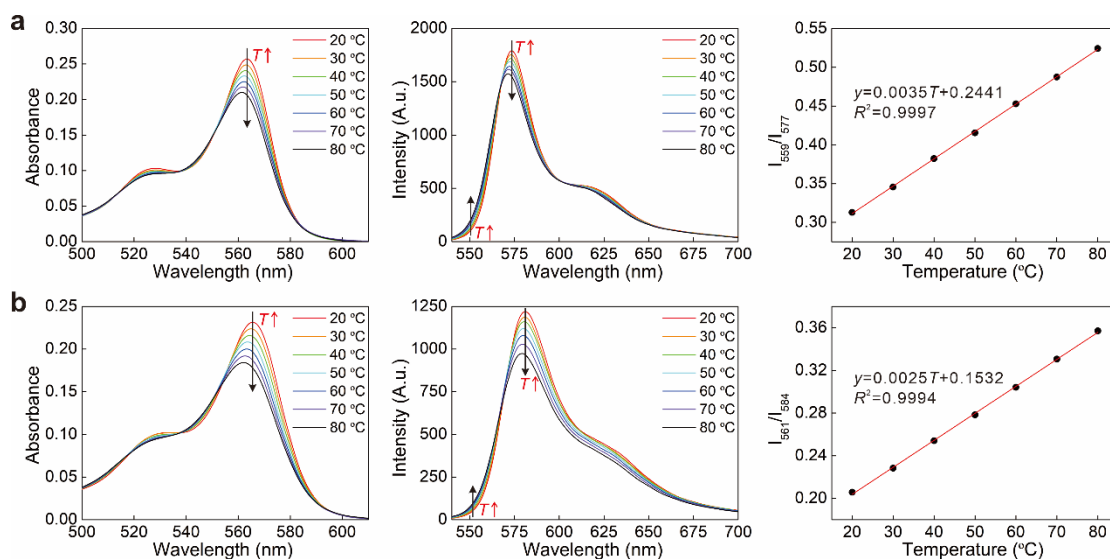 a
0.30
0.25
0.20
0.15
0.10
0.05
0.00
Absorbance
500 520 540 560 580 600
Wavelength (nm)
T↑
20 ºC
30 ºC
40 ºC
50 ºC
60 ºC
70 ºC
80 ºC
2000
1500
1000
500
0
Intensity (A.u.)
550 575 600 625 650 675 700
Wavelength (nm)
T↑
T↑
20 ºC
30 ºC
40 ºC
50 ºC
60 ºC
70 ºC
80 ºC
0.55
0.50
0.45
0.40
0.35
0.30
I559/I577
y=0.0035T+0.2441
R²=0.9997
20 30 40 50 60 70 80
Temperature (ºC)
b
0.25
0.20
0.15
0.10
0.05
0.00
Absorbance
500 520 540 560 580 600
Wavelength (nm)
T↑
20 ºC
30 ºC
40 ºC
50 ºC
60 ºC
70 ºC
80 ºC
1250
1000
750
500
250
0
Intensity (A.u.)
550 575 600 625 650 675 700
Wavelength (nm)
T↑
T↑
20 ºC
30 ºC
40 ºC
50 ºC
60 ºC
70 ºC
80 ºC
0.36
0.32
0.28
0.24
0.20
I561/I584
y=0.0025T+0.1532
R²=0.9994
20 30 40 50 60 70 80
Temperature (ºC)